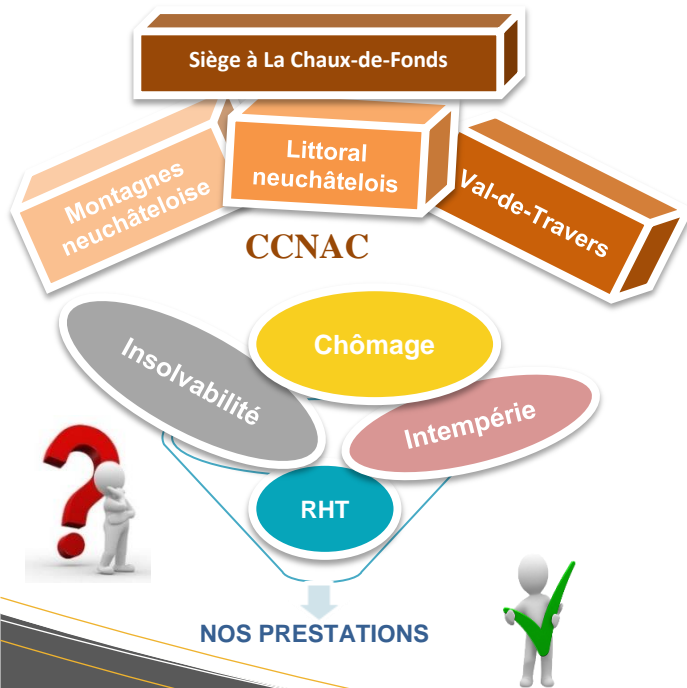 Siège à La Chaux-de-Fonds
Montagnes
neuchâteloise
Littoral
neuchâtelois
Val-de-Travers
CCNAC
Insolvabilité
Chômage
Intempérie
RHT
NOS PRESTATIONS